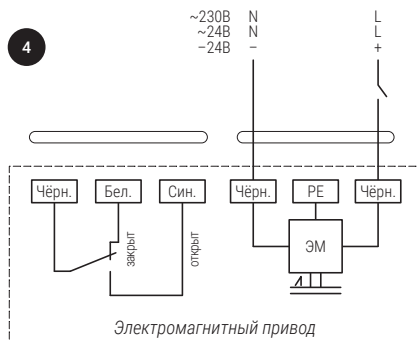 ~230В N L
~24В N L
−24В − +
4
Чёрн. Бел. Син. Чёрн. PE Чёрн.
ЭМ
закрыт
открыт
Электромагнитный привод